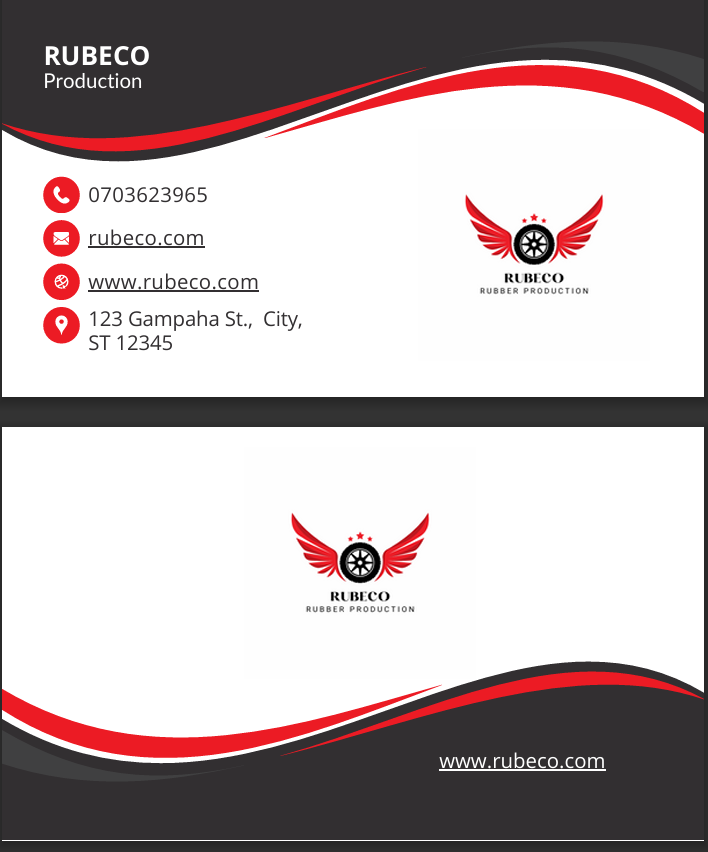 RUBECO
Production
0703623965
rubeco.com
www.rubeco.com
123 Gampaha St.,  City,
ST 12345
RUBECO
RUBBER PRODUCTION
RUBECO
RUBBER PRODUCTION
www.rubeco.com